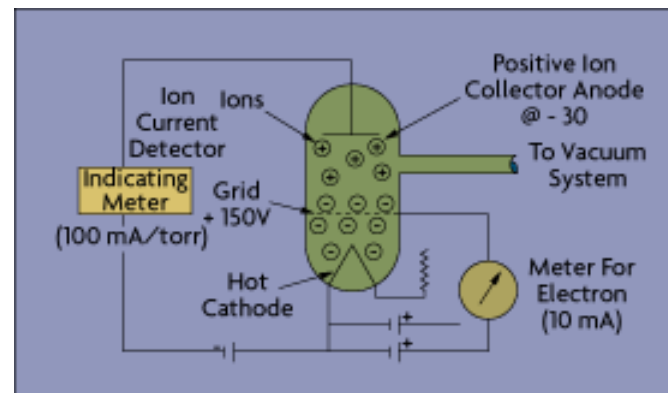 Ion
Current
Detector
Ions
Positive Ion
Collector Anode
@ - 30
To Vacuum
System
Indicating
Meter
(100 mA/torr)
Grid
+ 150V
Hot
Cathode
Meter For
Electron
(10 mA)